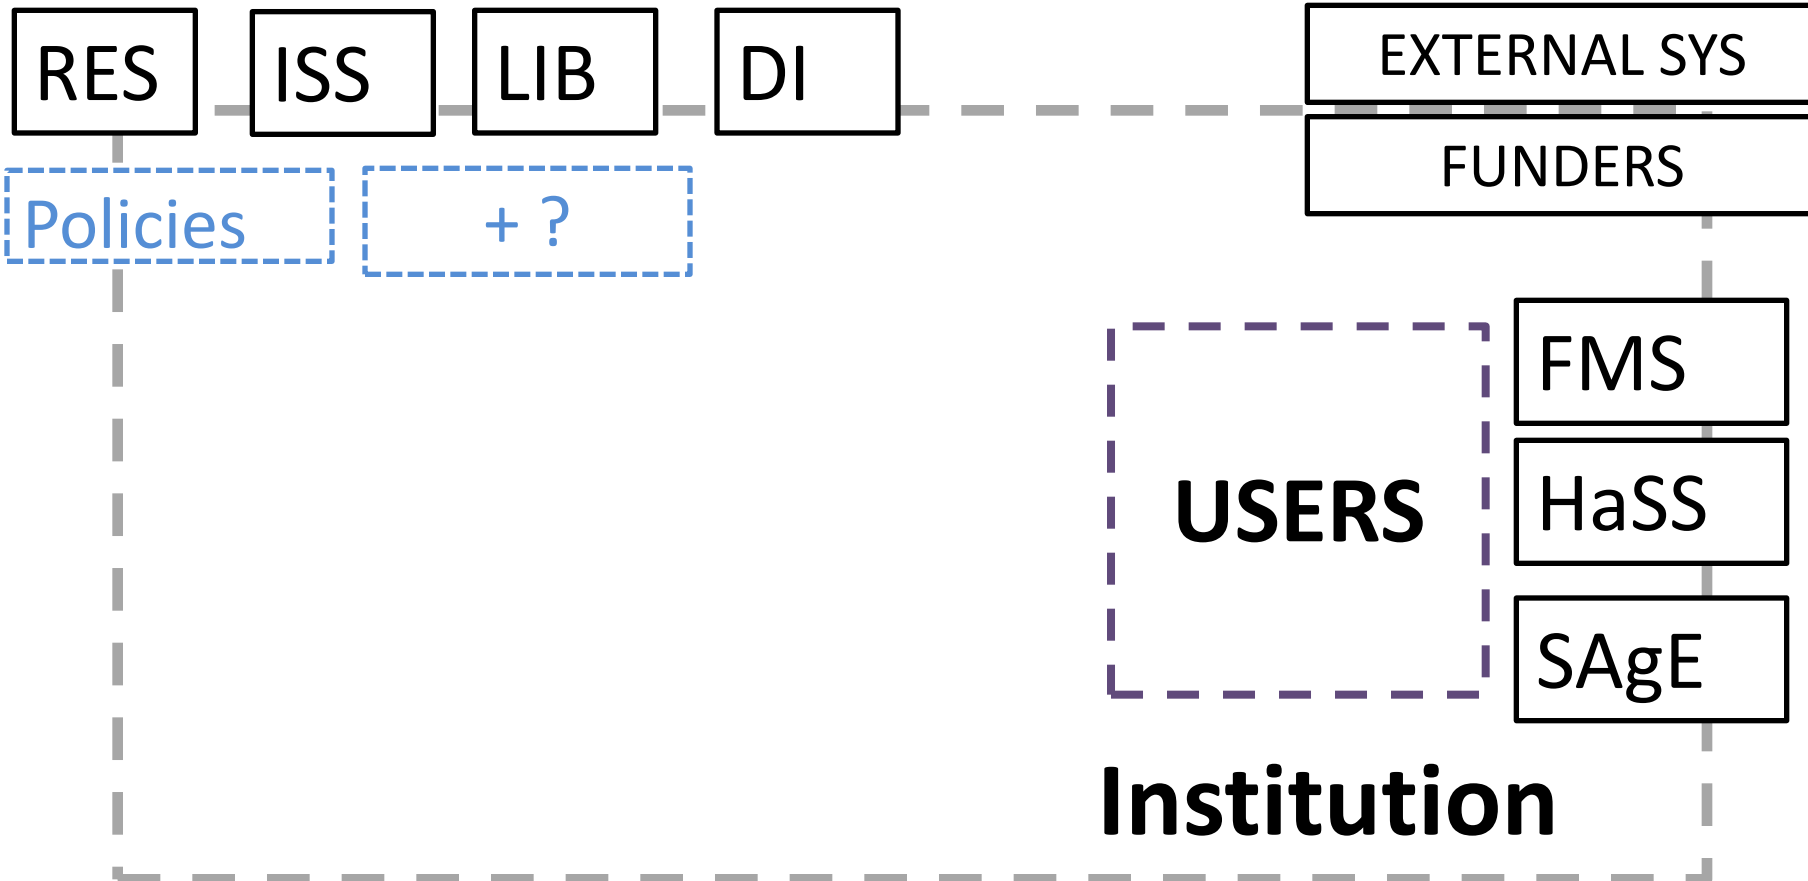 RES
ISS
LIB
DI
EXTERNAL SYS
FUNDERS
Policies
+ ?
FMS
HaSS
SAgE
USERS
Institution